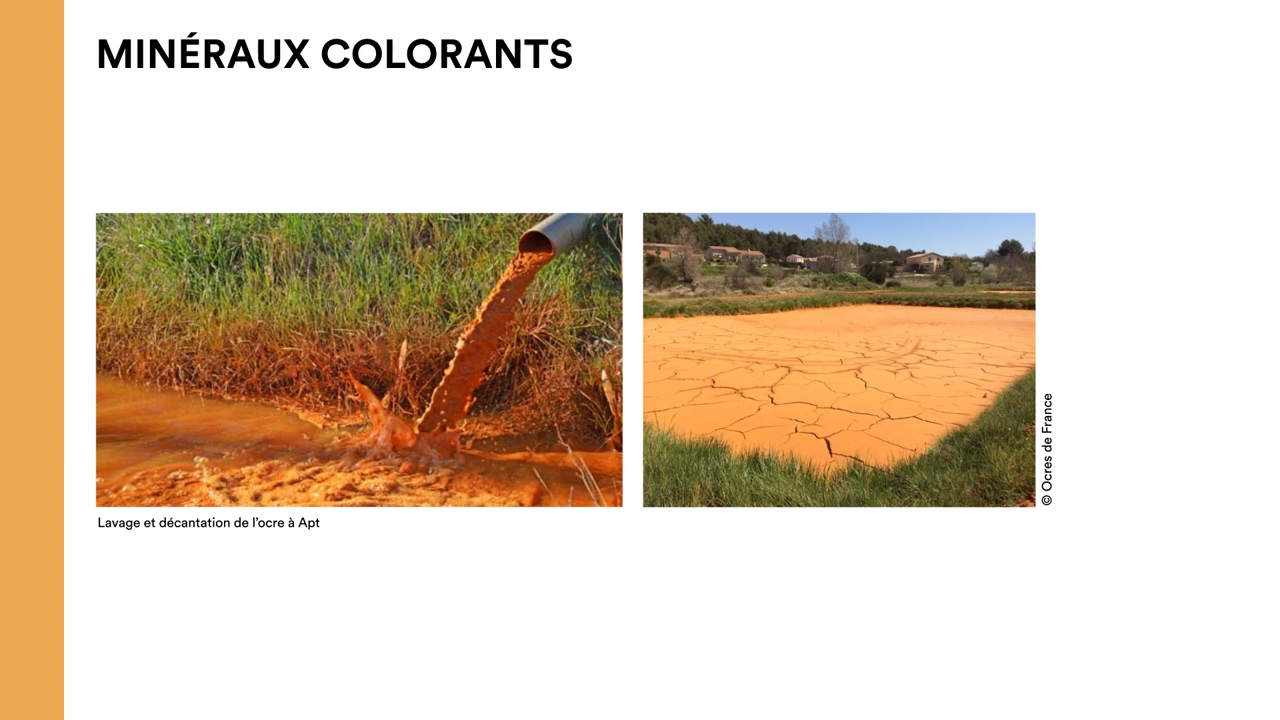 MINÉRAUX COLORANTS
Lavage et décantation de l’ocre à Apt
© Ocres de France